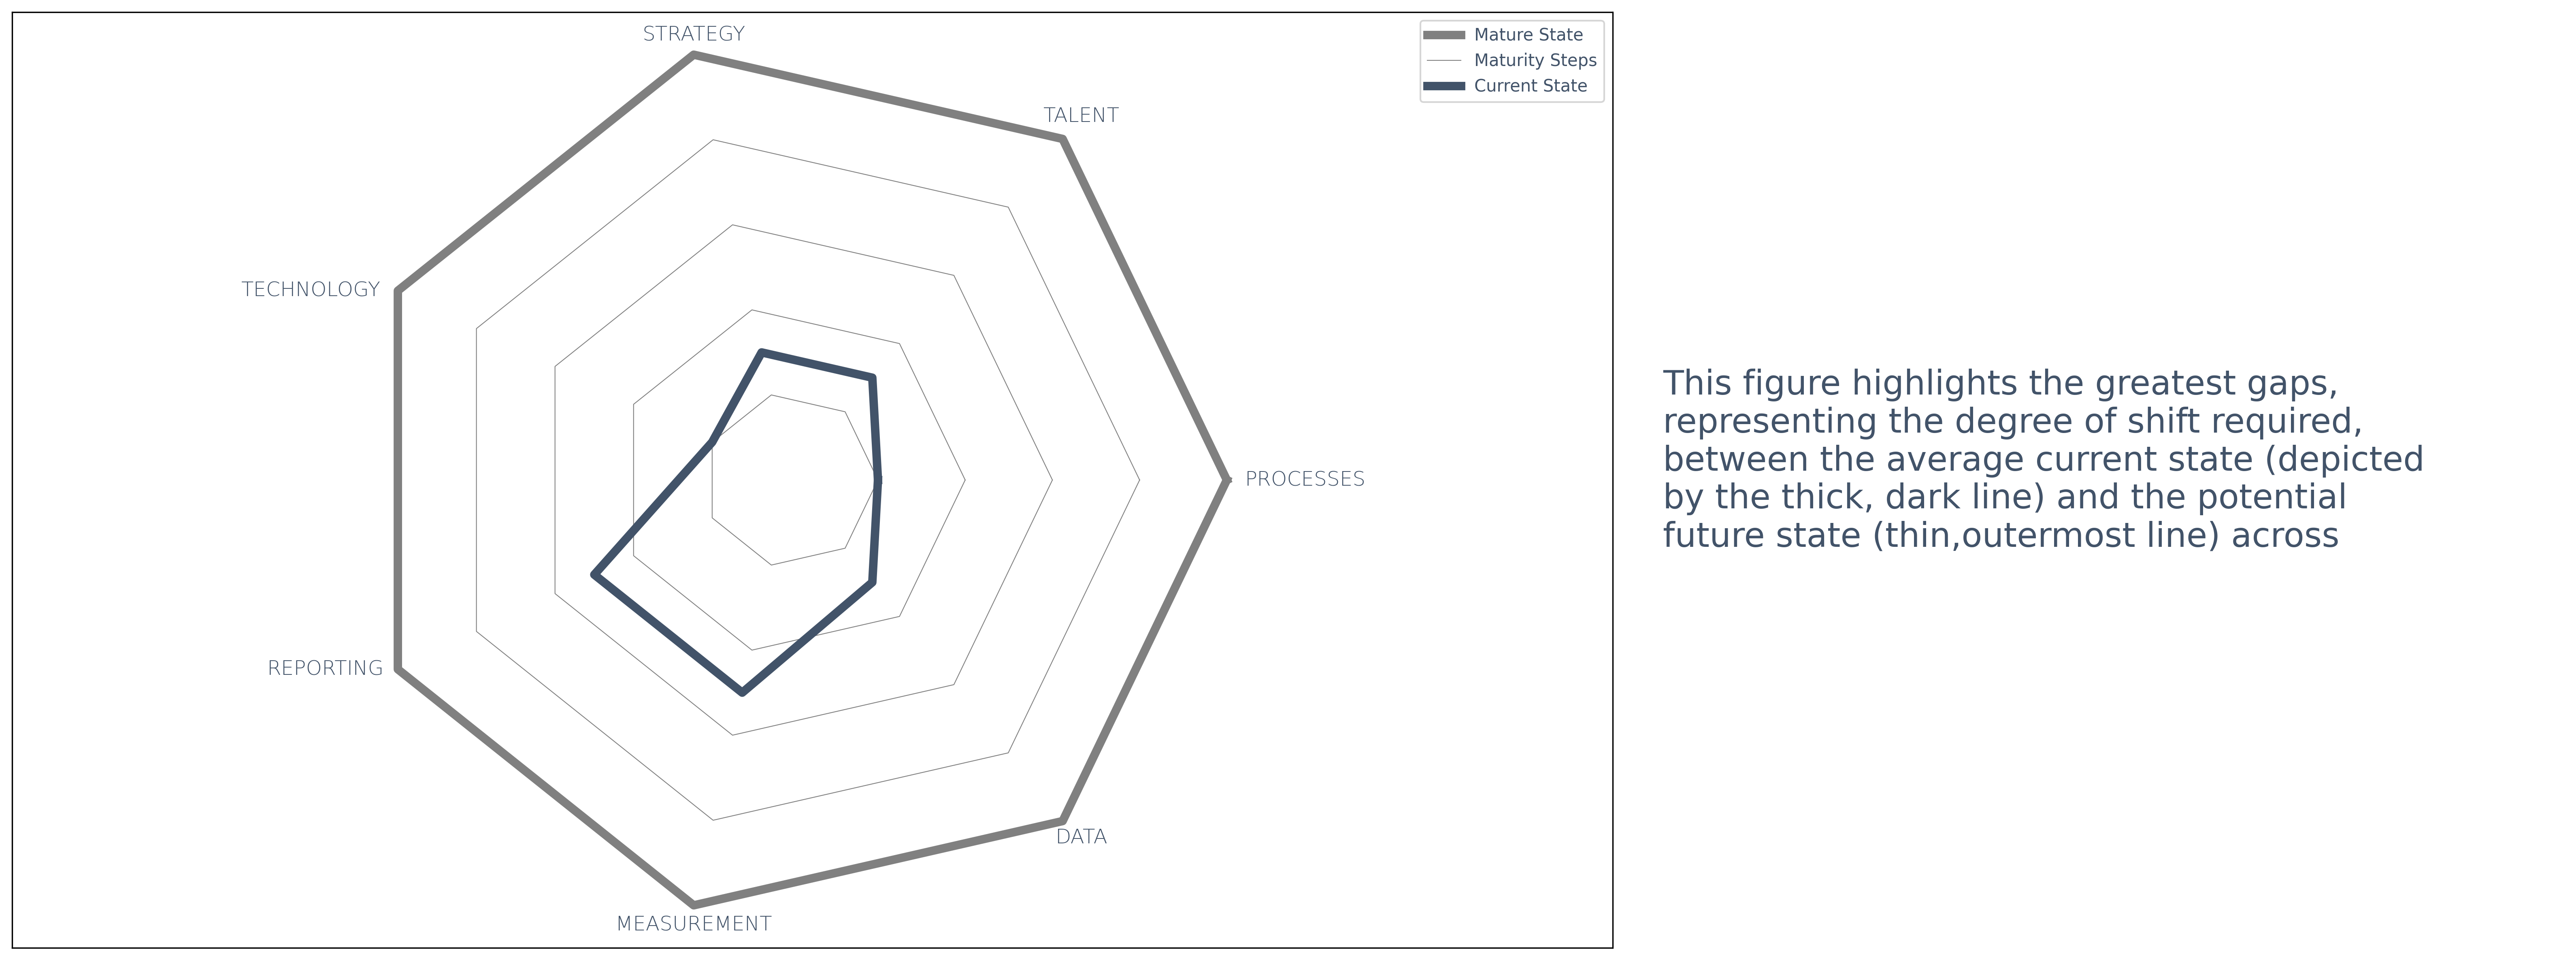 STRATEGY
TALENT
PROCESSES
DATA
MEASUREMENT
REPORTING
TECHNOLOGY
Mature State
Maturity Steps
Current State
This figure highlights the greatest gaps,
representing the degree of shift required,
between the average current state (depicted
by the thick, dark line) and the potential
future state (thin,outermost line) across